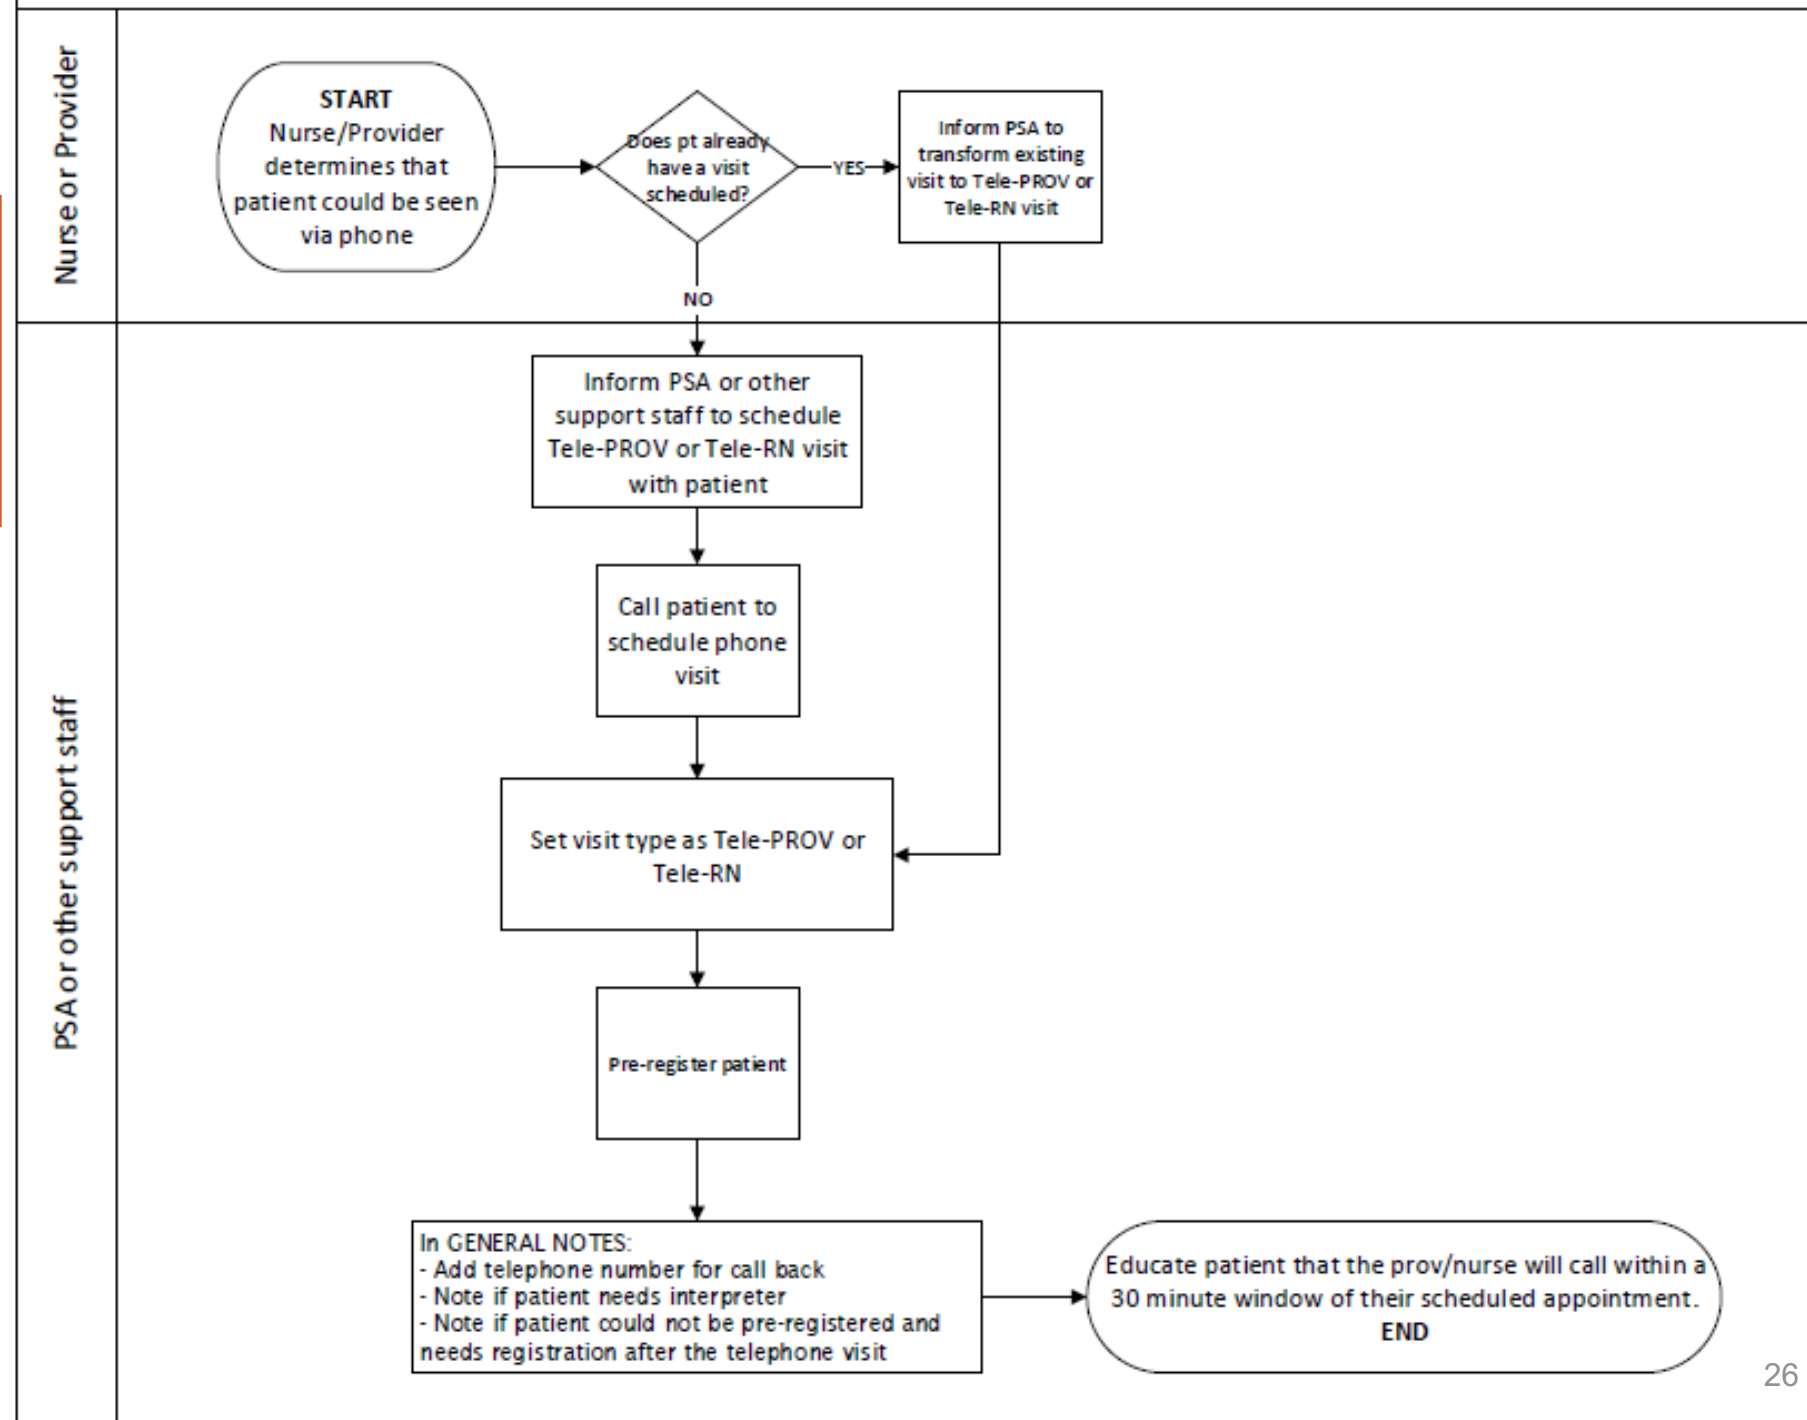 Nurse or Provider
START
Nurse/Provider
determines that
patient could be seen
via phone
Does pt already
have a visit
scheduled?
YES
Inform PSA to
transform existing
visit to Tele-PROV or
Tele-RN visit
NO
PSA or other support staff
Inform PSA or other
support staff to schedule
Tele-PROV or Tele-RN visit
with patient
Call patient to
schedule phone
visit
Set visit type as Tele-PROV or
Tele-RN
Pre-register patient
In GENERAL NOTES:
- Add telephone number for call back
- Note if patient needs interpreter
- Note if patient could not be pre-registered and
needs registration after the telephone visit
Educate patient that the prov/nurse will call within a
30 minute window of their scheduled appointment.
END
26